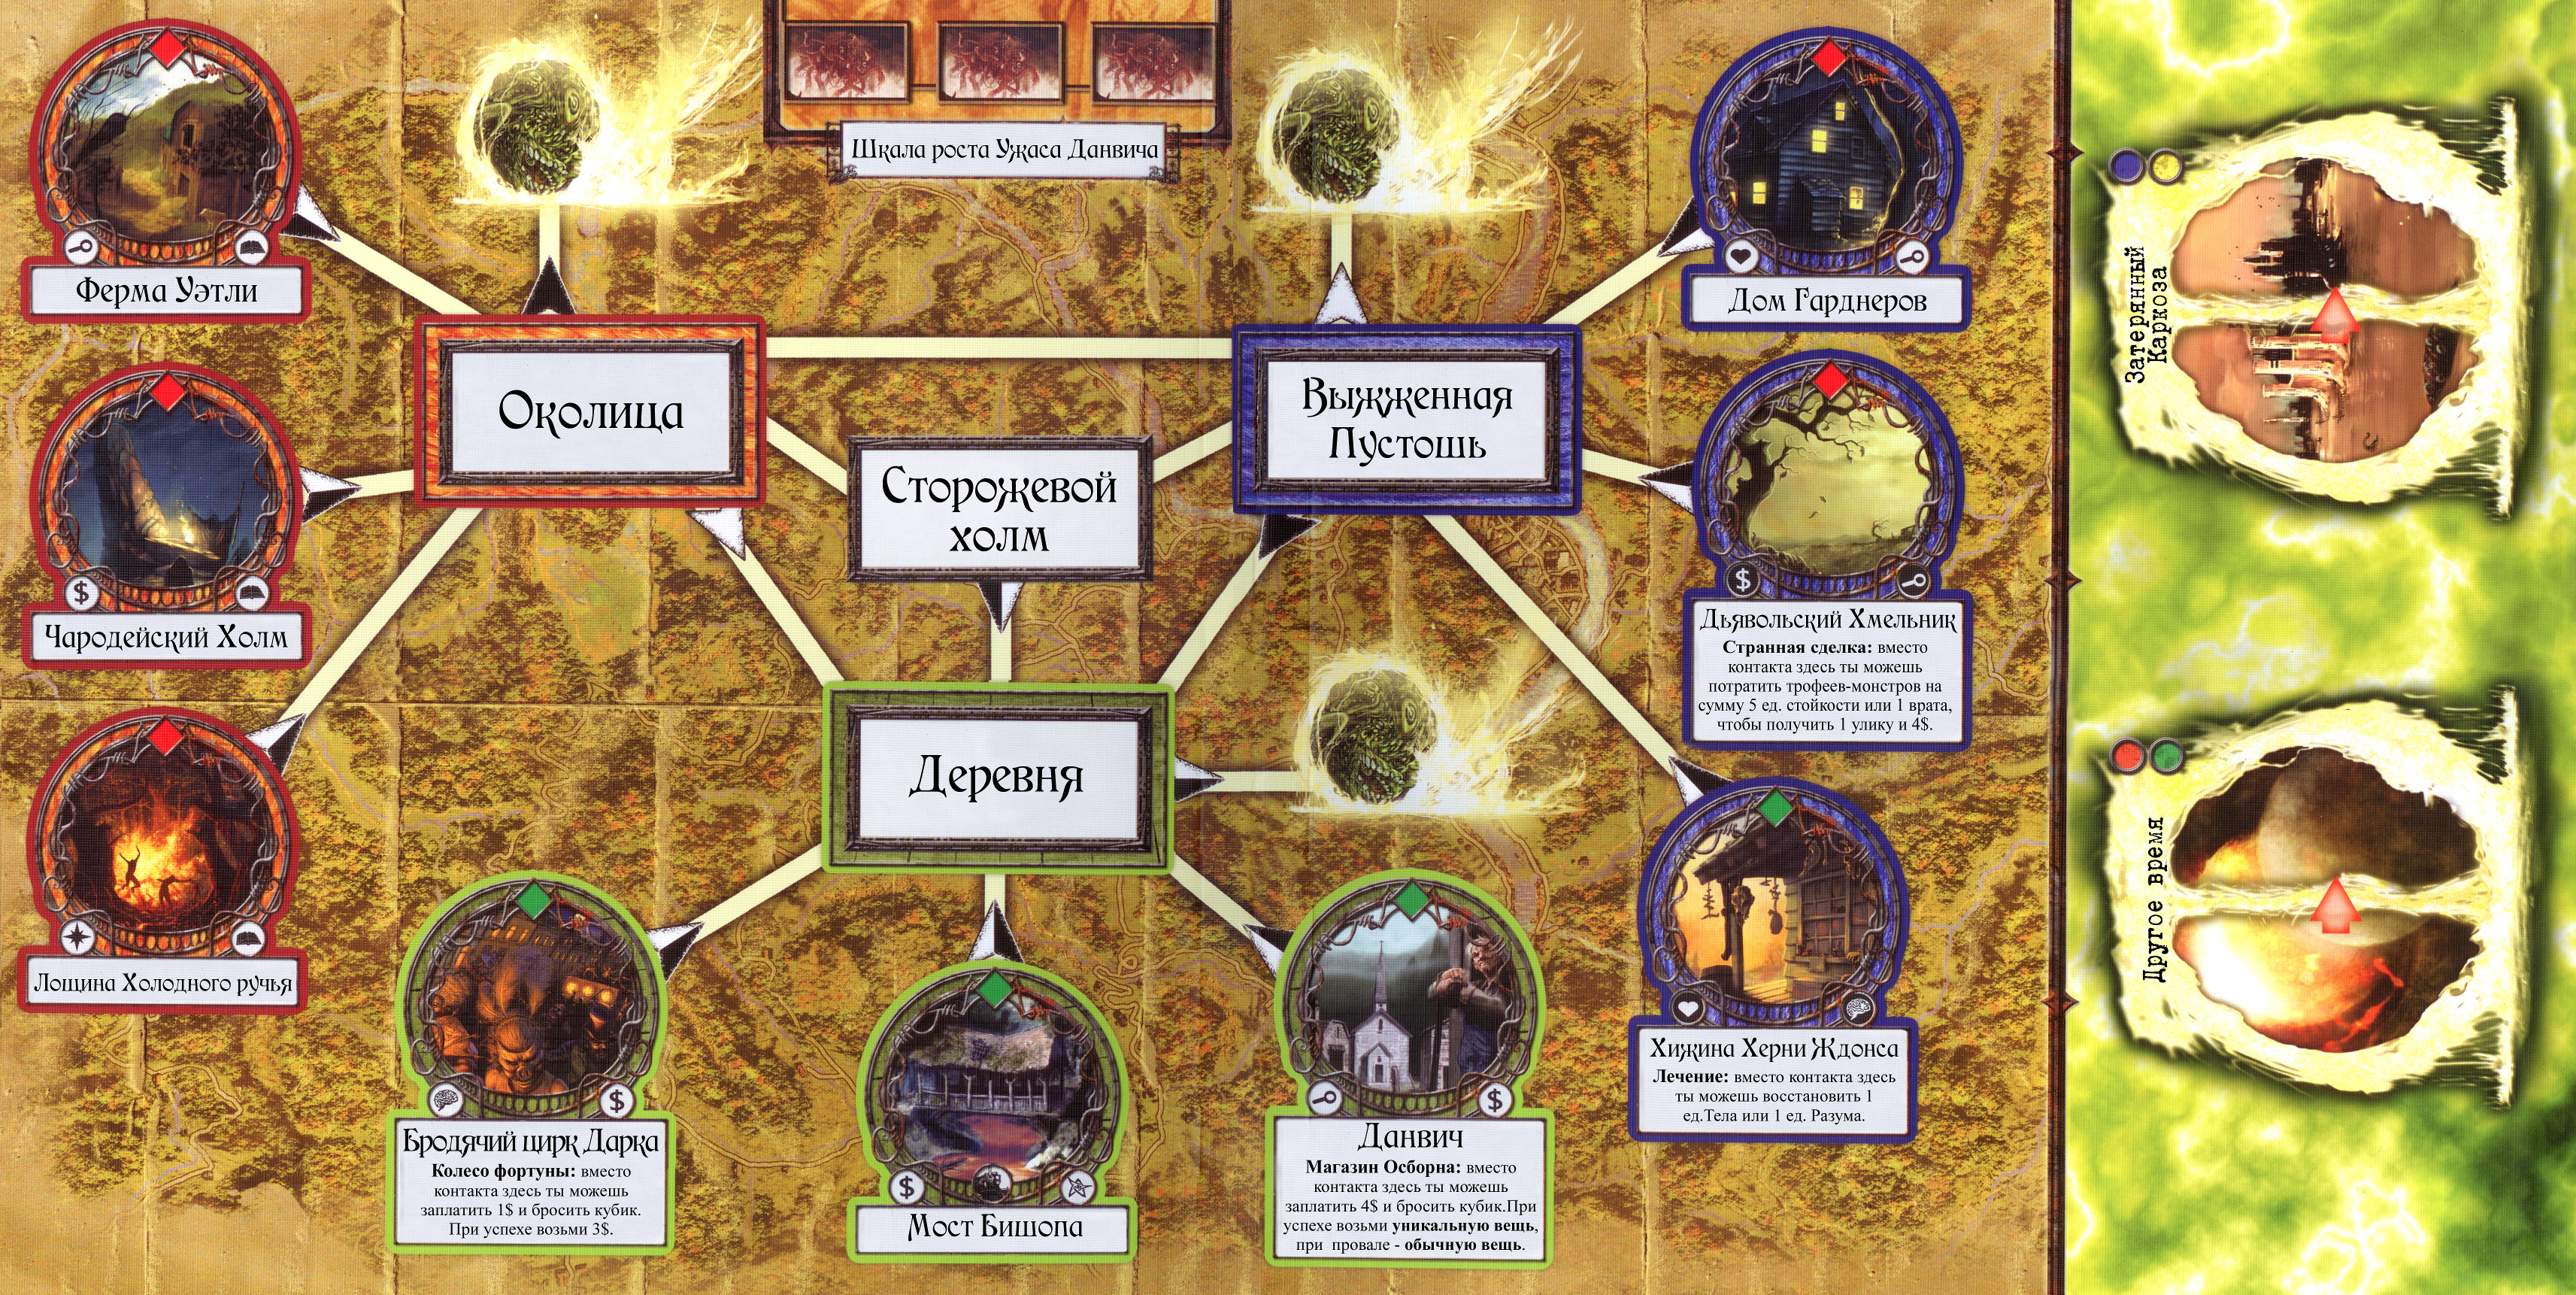 Шкала роста Ужаса Данвича
Ферма Уэтли
Дом Гарднеров
Околица
Выжженная
Пустошь
Сторожевой
холм
Затерянный
Каркоза
$
Чародейский Холм
$
Дьявольский Хмельник
Странная сделка: вместо
контакта здесь ты можешь
потратить трофеев-монстров на
сумму 5 ед. стойкости или 1 врата,
чтобы получить 1 улику и 4$.
Деревня
Лощина Холодного ручья
Другое время
$
Бродячий цирк Дарка
Колесо фортуны: вместо
контакта здесь ты можешь
заплатить 1$ и бросить кубик.
При успехе возьми 3$.
$
Мост Бишопа
$
Данвич
Магазин Осборна: вместо
контакта здесь ты можешь
заплатить 4$ и бросить кубик.При
успехе возьми уникальную вещь,
при провале - обычную вещь.
Хижина Херни Ждонса
Лечение: вместо контакта здесь
ты можешь восстановить 1
ед.Тела или 1 ед. Разума.